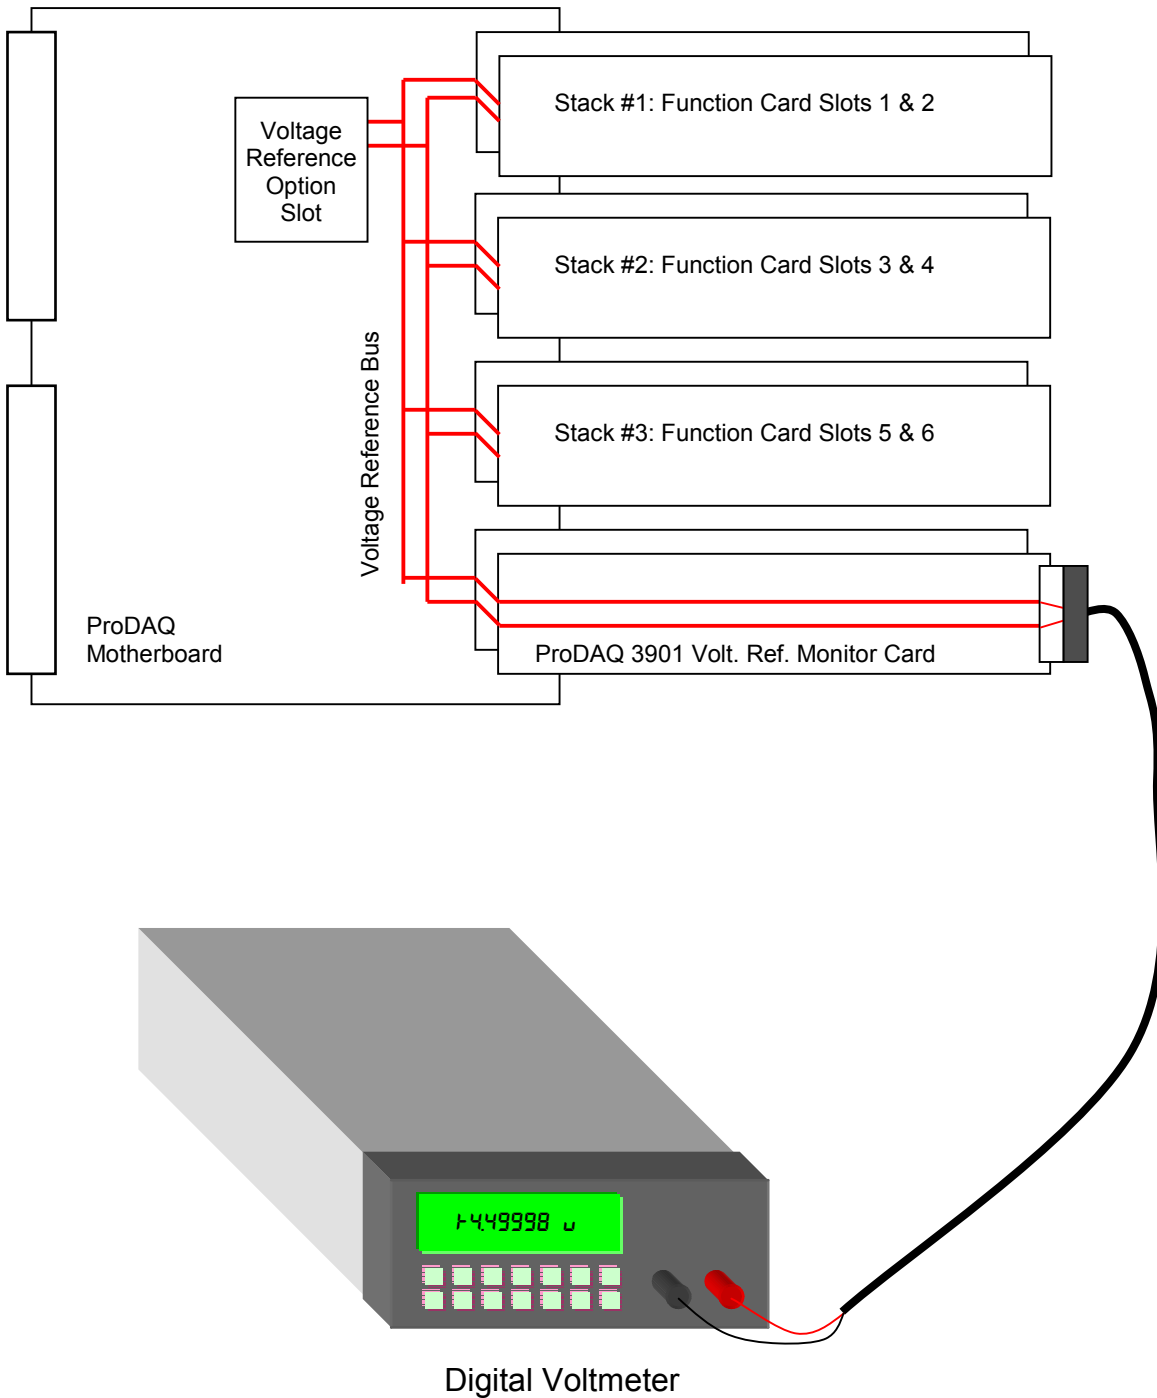 Voltage
Reference
Option
Slot
Stack #1: Function Card Slots 1 & 2
Stack #2: Function Card Slots 3 & 4
Stack #3: Function Card Slots 5 & 6
Voltage Reference Bus
ProDAQ
Motherboard
ProDAQ 3901 Volt. Ref. Monitor Card
+4.49998 u
Digital Voltmeter